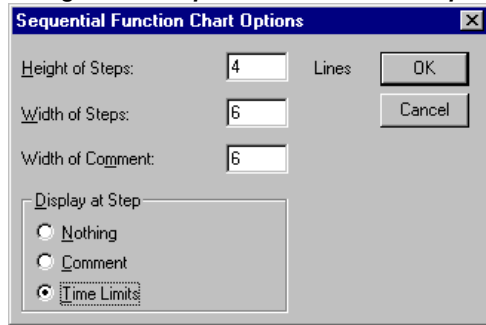 Sequential Function Chart Options
Height of Steps: 4 Lines OK
Width of Steps: 6 Cancel
Width of Comment: 6
Display at Step
Nothing
Comment
Time Limits